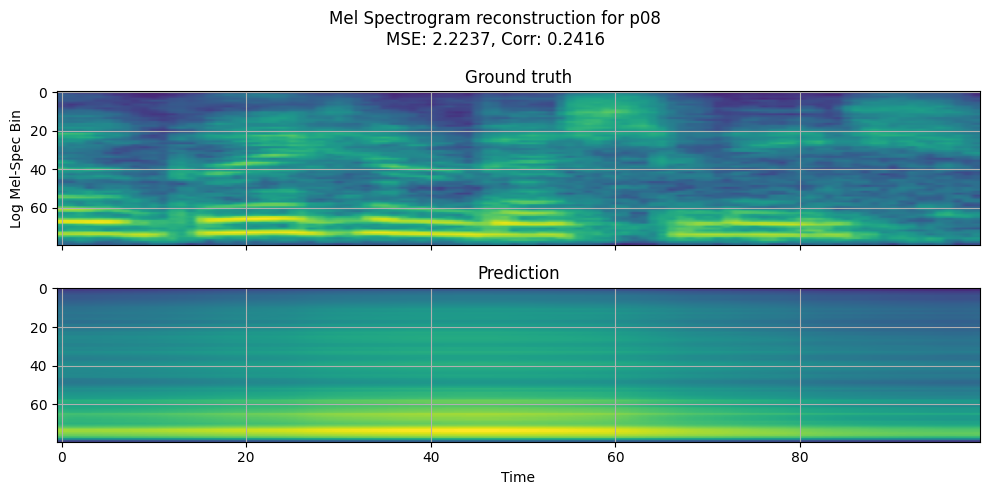 Mel Spectrogram reconstruction for p08
MSE: 2.2237, Corr: 0.2416
Ground truth
Log Mel-Spec Bin
0
20
40
60
Prediction
0
20
40
60
0 20 40 60 80
Time